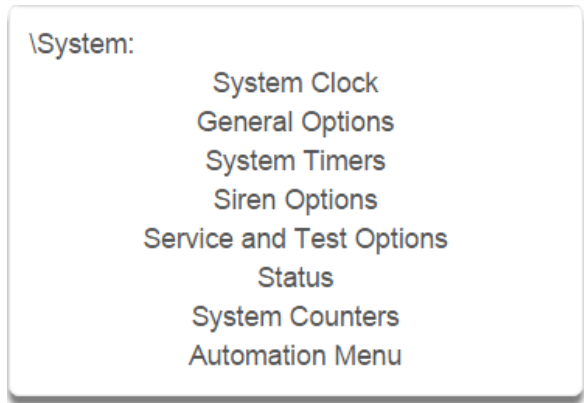 \System:
System Clock
General Options
System Timers
Siren Options
Service and Test Options
Status
System Counters
Automation Menu